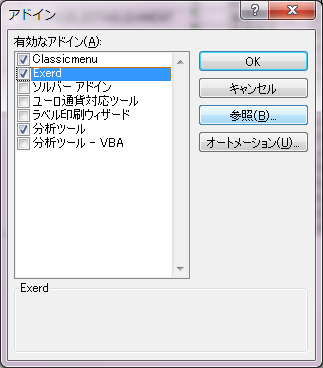 アドイン
有効なアドイン(A):
Classicmenu
Exerd
ソルバー アドイン
ユーロ通貨対応ツール
ラベル印刷ウィザード
分析ツール
分析ツール - VBA
OK
キャンセル
参照(B)...
オートメーション(U)...
Exerd